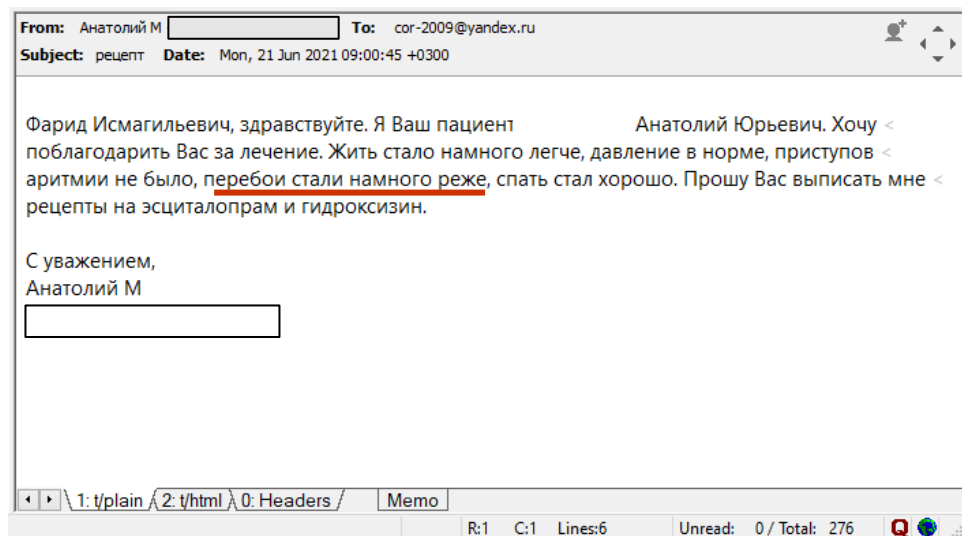 From: Анатолий М To: cor-2009@yandex.ru
Subject: рецепт Date: Mon, 21 Jun 2021 09:00:45 +0300
Фарид Исмагильевич, здравствуйте. Я Ваш пациент Анатолий Юрьевич. Хочу <
поблагодарить Вас за лечение. Жить стало намного легче, давление в норме, приступов <
аритмии не было, перебои стали намного реже, спать стал хорошо. Прошу Вас выписать мне <
рецепты на эсциталопрам и гидроксизин.
С уважением,
Анатолий М
1: t/plain 2: t/html 0: Headers Memo
R:1 C:1 Lines:6 Unread: 0 / Total: 276 Q